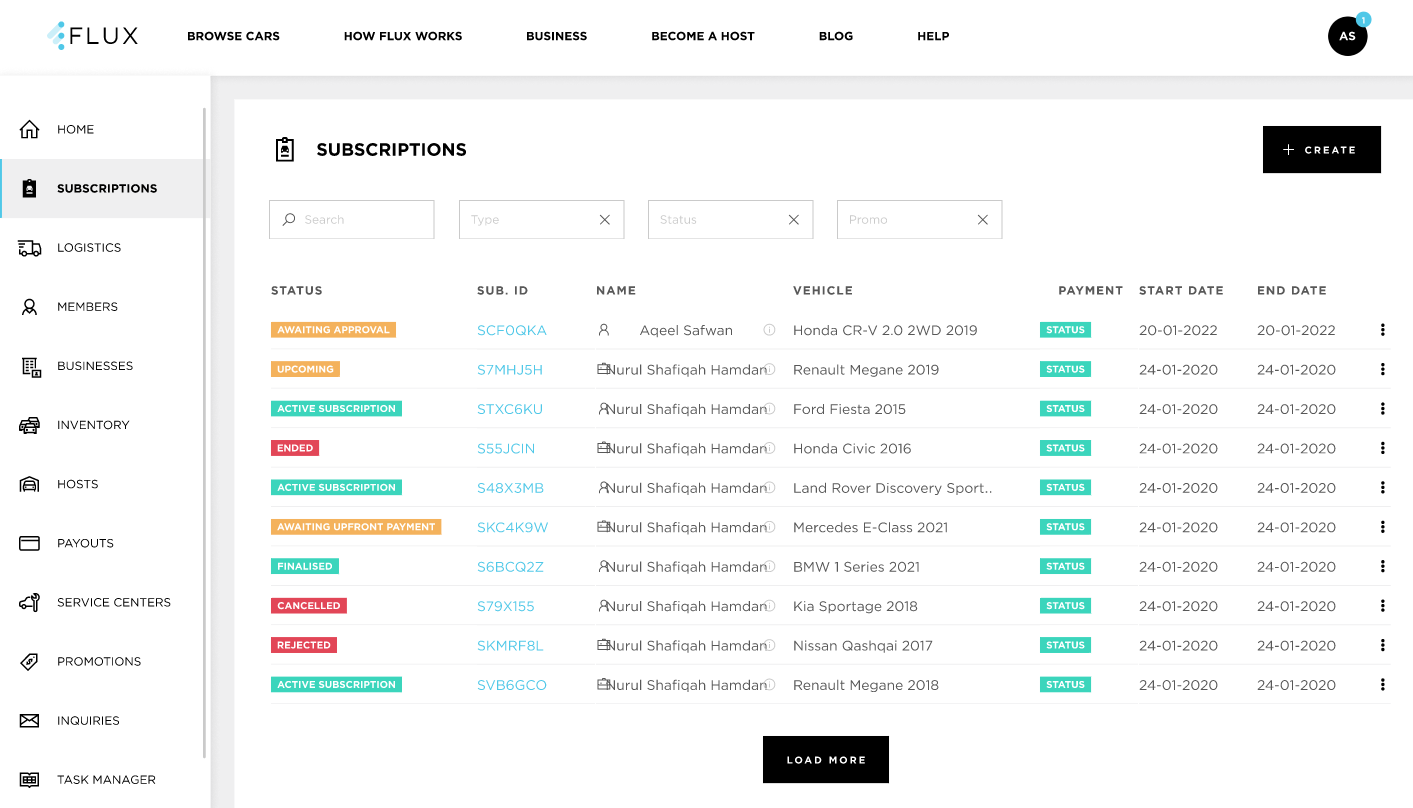 FLUX BROWSE CARS HOW FLUX WORKS BUSINESS BECOME A HOST BLOG HELP AS 1
HOME
SUBSCRIPTIONS
LOGISTICS
MEMBERS
BUSINESSES
INVENTORY
HOSTS
PAYOUTS
SERVICE CENTERS
PROMOTIONS
INQUIRIES
TASK MANAGER
SUBSCRIPTIONS + CREATE
Search Type Status Promo
STATUS SUB. ID NAME VEHICLE PAYMENT START DATE END DATE
AWAITING APPROVAL SCF0QKA Aqeel Safwan Honda CR-V 2.0 2WD 2019 STATUS 20-01-2022 20-01-2022
UPCOMING S7MHJ5H Nurul Shafiqah Hamdan Renault Megane 2019 STATUS 24-01-2020 24-01-2020
ACTIVE SUBSCRIPTION STXC6KU Nurul Shafiqah Hamdan Ford Fiesta 2015 STATUS 24-01-2020 24-01-2020
ENDED S55JCIN Nurul Shafiqah Hamdan Honda Civic 2016 STATUS 24-01-2020 24-01-2020
ACTIVE SUBSCRIPTION S48X3MB Nurul Shafiqah Hamdan Land Rover Discovery Sport.. STATUS 24-01-2020 24-01-2020
AWAITING UPFRONT PAYMENT SKC4K9W Nurul Shafiqah Hamdan Mercedes E-Class 2021 STATUS 24-01-2020 24-01-2020
FINALISED S6BCQ2Z Nurul Shafiqah Hamdan BMW 1 Series 2021 STATUS 24-01-2020 24-01-2020
CANCELLED S79X155 Nurul Shafiqah Hamdan Kia Sportage 2018 STATUS 24-01-2020 24-01-2020
REJECTED SKMRF8L Nurul Shafiqah Hamdan Nissan Qashqai 2017 STATUS 24-01-2020 24-01-2020
ACTIVE SUBSCRIPTION SVB6GCO Nurul Shafiqah Hamdan Renault Megane 2018 STATUS 24-01-2020 24-01-2020
LOAD MORE